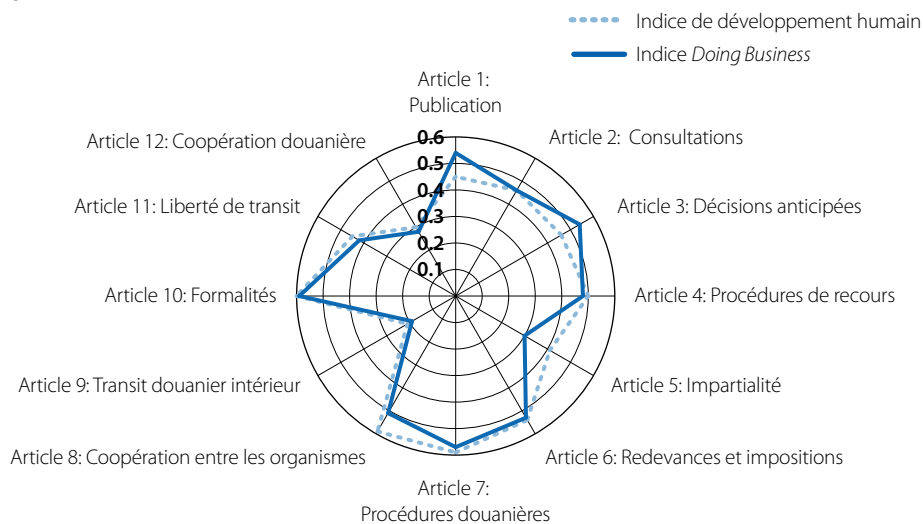 Indice de développement humain
Indice Doing Business
Article 1:
Publication
Article 12: Coopération douanière
Article 2: Consultations
Article 11: Liberté de transit
Article 3: Décisions anticipées
Article 10: Formalités
Article 4: Procédures de recours
Article 9: Transit douanier intérieur
Article 5: Impartialité
Article 8: Coopération entre les organismes
Article 6: Redevances et impositions
Article 7:
Procédures douanières
0.6
0.5
0.4
0.3
0.2
0.1